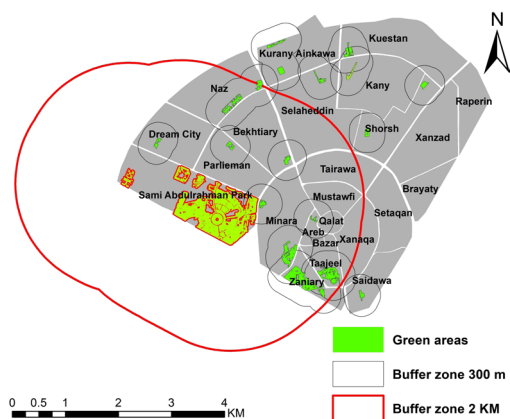 N
Kuestan
Kurany Ainkawa
Kany
Naz
Raperin
Selaheddin
Shorsh
Xanzad
Dream City
Bekhtiary
Parlieman
Tairawa
Brayaty
Sami Abdulrahman Park
Mustawfi
Setaqan
Minara
Qalat
Areb
Bazar
Xanaqa
Taajeel
Zaniary
Saidawa
Green areas
Buffer zone 300 m
Buffer zone 2 KM
0 0.5 1 2 3 4
KM